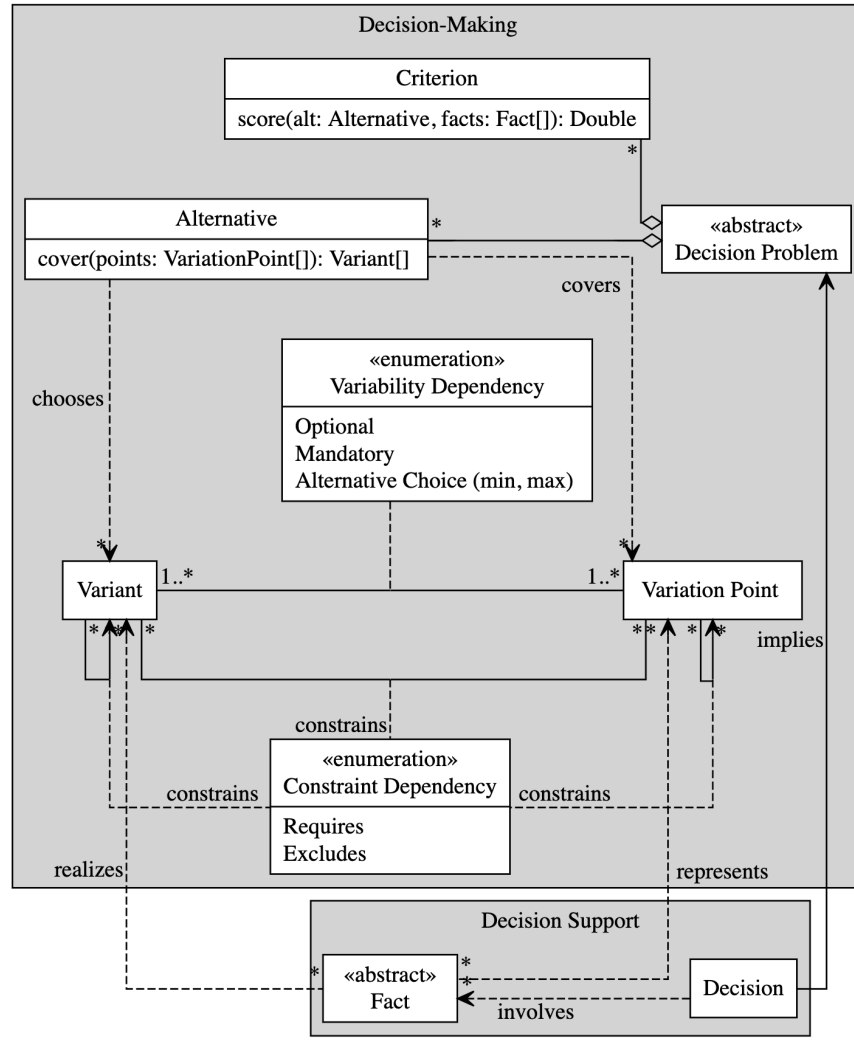 Decision-Making
Criterion
score(alt: Alternative, facts: Fact[]): Double
*
Alternative
cover(points: VariationPoint[]): Variant[]
*
«abstract»
Decision Problem
covers
«enumeration»
Variability Dependency
Optional
Mandatory
Alternative Choice (min, max)
chooses
*
*
Variant
1..*
1..*
Variation Point
*
*
*
*
*
*
*
implies
constrains
«enumeration»
Constraint Dependency
Requires
Excludes
constrains
constrains
realizes
represents
Decision Support
*
«abstract»
Fact
*
*
involves
Decision